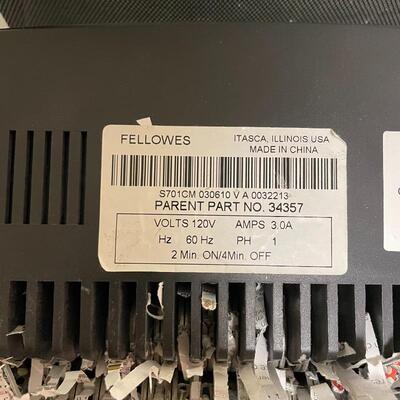 FELLOWES
ITASCA, ILLINOIS USA
MADE IN CHINA
S701CM 030610 V A 0032213
PARENT PART NO. 34357
VOLTS 120V AMPS 3.0A
Hz 60 Hz PH 1
2 Min. ON/4Min. OFF